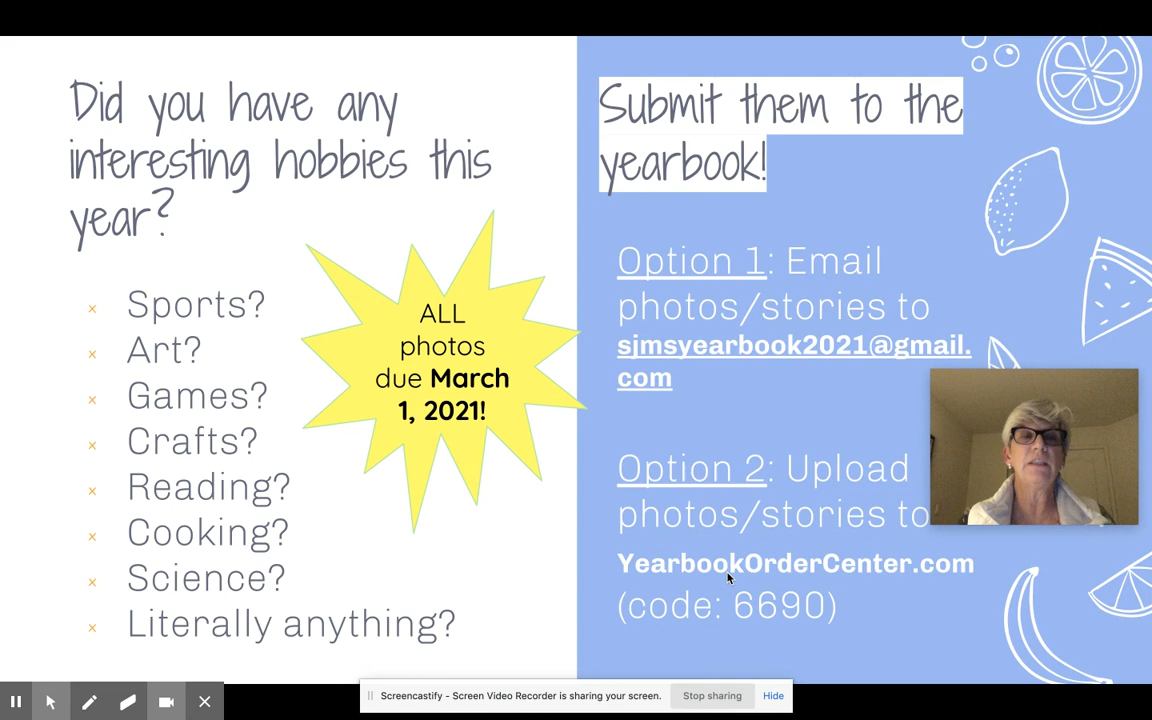 Did you have any
interesting hobbies this
year?
× Sports?
× Art?
× Games?
× Crafts?
× Reading?
× Cooking?
× Science?
× Literally anything?
ALL
photos
due March
1, 2021!
Submit them to the
yearbook!
Option 1: Email
photos/stories to
sjmsyearbook2021@gmail.
com
Option 2: Upload
photos/stories to
YearbookOrderCenter.com
(code: 6690)
Screencastify - Screen Video Recorder is sharing your screen.
Stop sharing
Hide